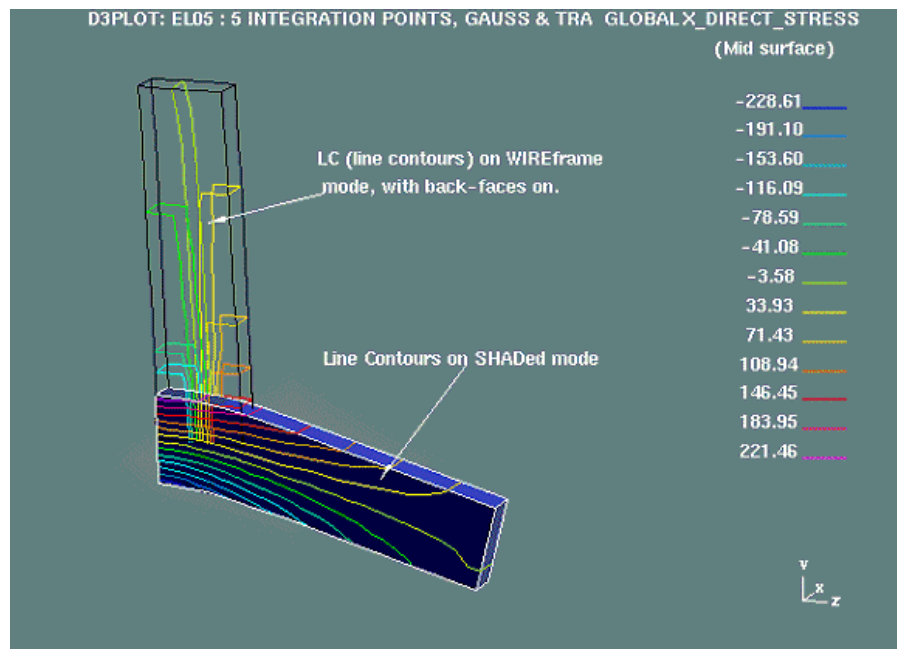 D3PLOT: EL05 : 5 INTEGRATION POINTS, GAUSS & TRA GLOBALX_DIRECT_STRESS
(Mid surface)
-228.61
-191.10
-153.60
-116.09
-78.59
-41.08
-3.58
33.93
71.43
108.94
146.45
183.95
221.46
LC (line contours) on WIREframe
mode, with back-faces on.
Line Contours on SHADed mode
Y
X
Z